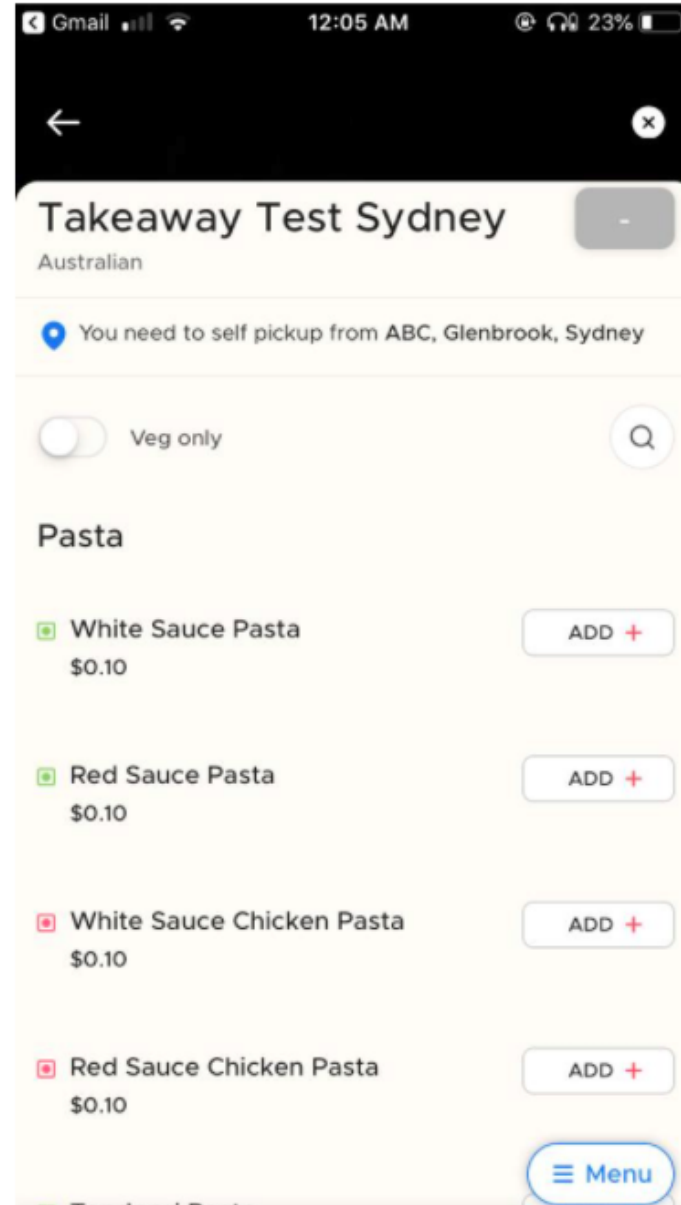 Gmail 12:05 AM 23%
Takeaway Test Sydney -
Australian
You need to self pickup from ABC, Glenbrook, Sydney
Veg only
Pasta
White Sauce Pasta ADD +
$0.10
Red Sauce Pasta ADD +
$0.10
White Sauce Chicken Pasta ADD +
$0.10
Red Sauce Chicken Pasta ADD +
$0.10
Menu